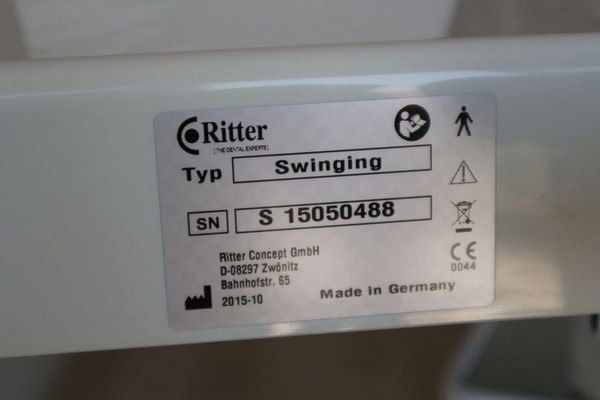 Ritter
[THE DENTAL EXPERTS]
Typ Swinging
SN S 15050488
Ritter Concept GmbH
D-08297 Zwönitz
Bahnhofstr. 65
2015-10
Made in Germany
CE
0044